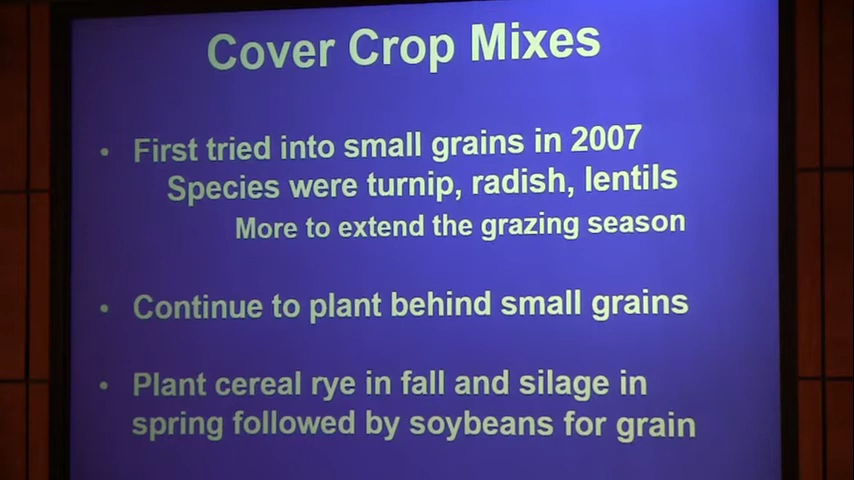 Cover Crop Mixes
• First tried into small grains in 2007
Species were turnip, radish, lentils
More to extend the grazing season
• Continue to plant behind small grains
• Plant cereal rye in fall and silage in
spring followed by soybeans for grain